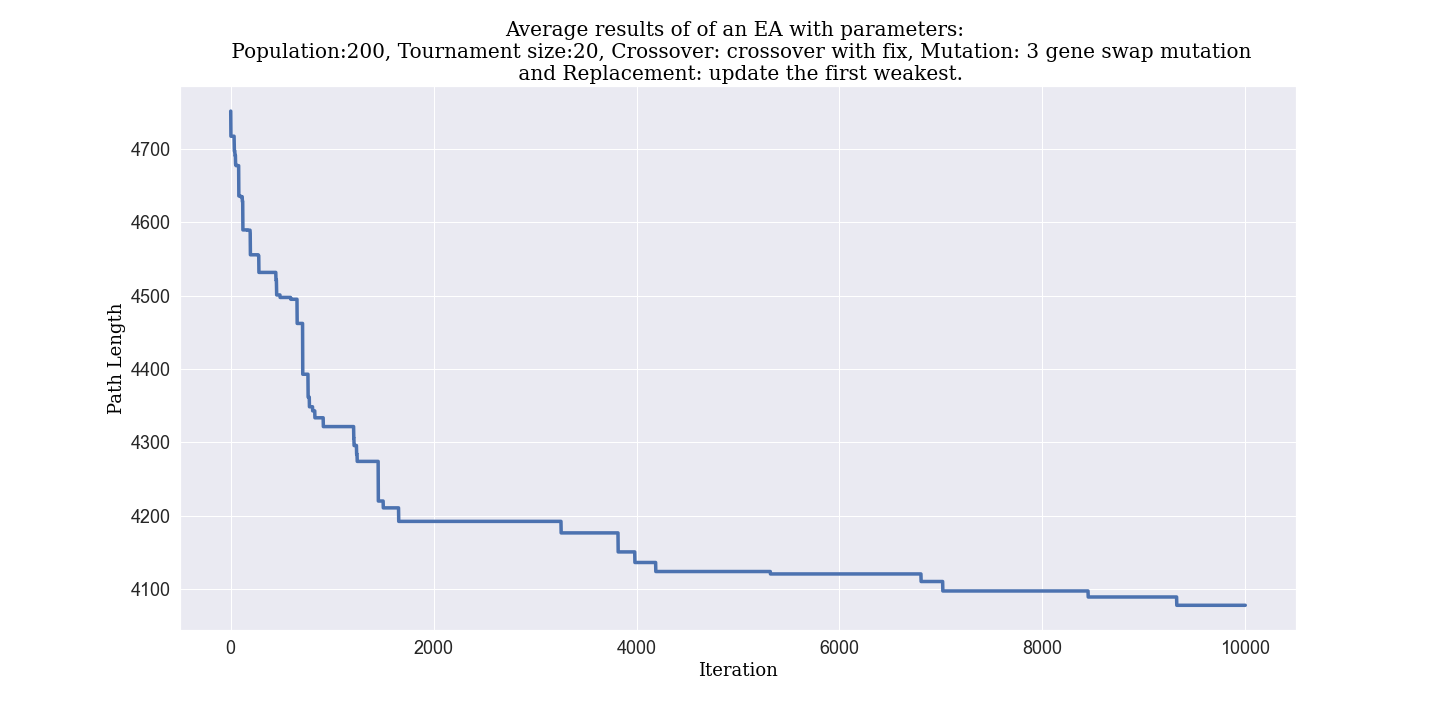 Average results of of an EA with parameters:
Population:200, Tournament size:20, Crossover: crossover with fix, Mutation: 3 gene swap mutation
and Replacement: update the first weakest.
4700
4600
4500
4400
4300
4200
4100
Path Length
0 2000 4000 6000 8000 10000
Iteration